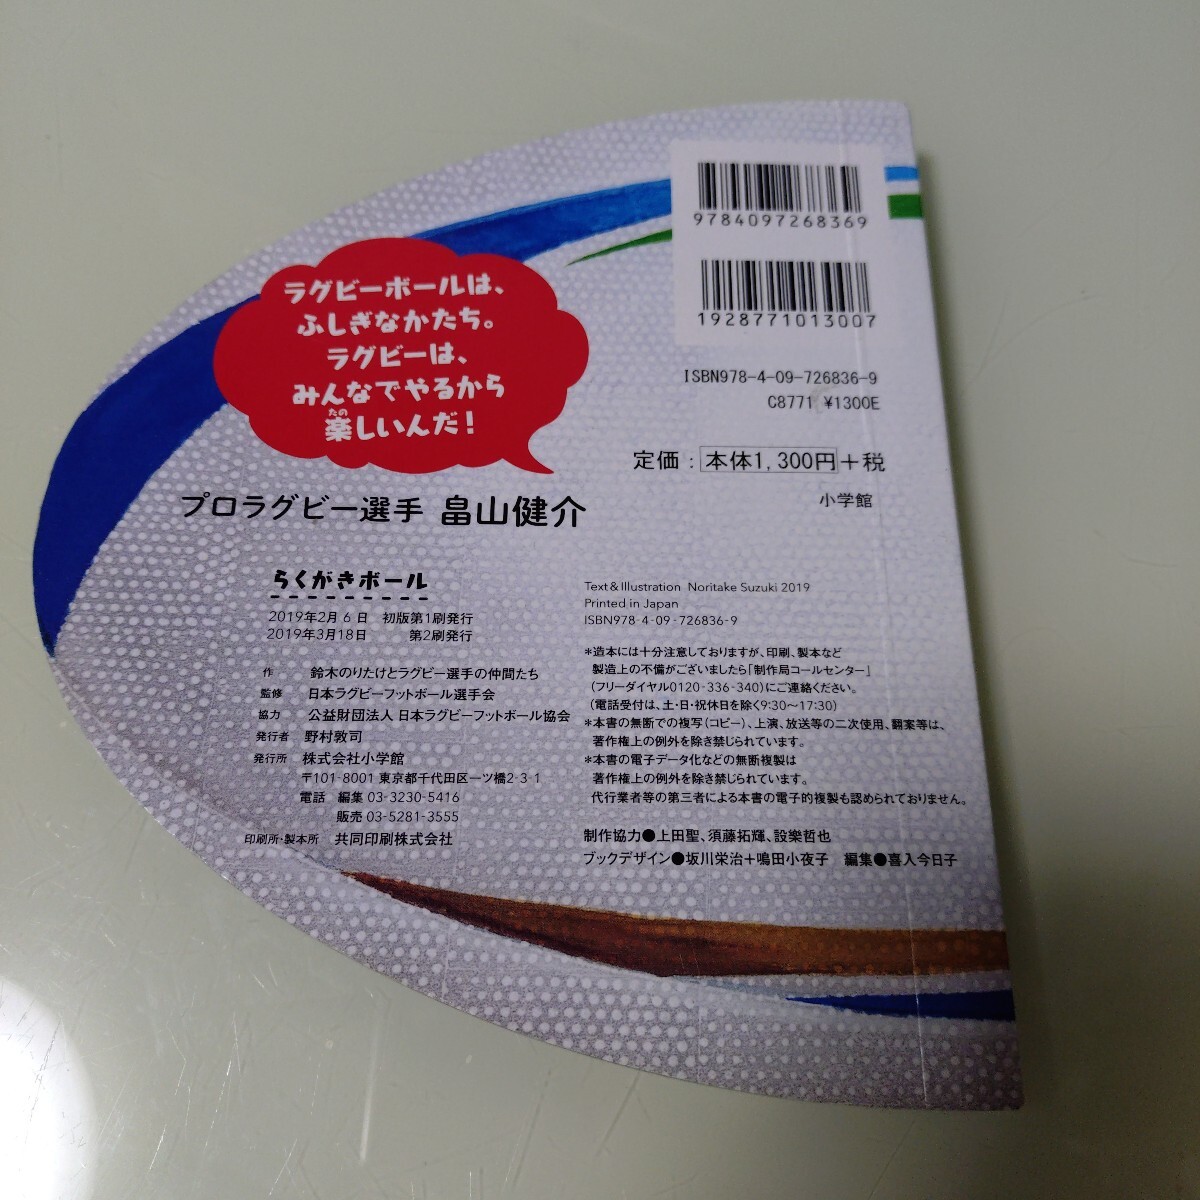 9784097268369
1928771013007
ISBN978-4-09-726836-9
C8771 ¥1300E
定価：本体1,300円＋税
小学館
ラグビーボールは、
ふしぎなかたち。
ラグビーは、
みんなでやるから
たの
楽しいんだ！
プロラグビー選手 畠山健介
らくがきボール
2019年2月6日 初版第1刷発行
2019年3月18日 第2刷発行
作 鈴木のりたけとラグビー選手の仲間たち
監修 日本ラグビーフットボール選手会
協力 公益財団法人 日本ラグビーフットボール協会
発行者 野村敦司
発行所 株式会社小学館
〒101-8001 東京都千代田区一ツ橋2-3-1
電話 編集 03-3230-5416
販売 03-5281-3555
印刷所・製本所 共同印刷株式会社
Text & Illustration Noritake Suzuki 2019
Printed in Japan
ISBN978-4-09-726836-9
＊造本には十分注意しておりますが、印刷、製本など
製造上の不備がございましたら「制作局コールセンター」
（フリーダイヤル0120-336-340）にご連絡ください。
（電話受付は、土・日・祝休日を除く9:30〜17:30）
＊本書の無断での複写（コピー）、上演、放送等の二次使用、翻案等は、
著作権上の例外を除き禁じられています。
＊本書の電子データ化などの無断複製は
著作権上の例外を除き禁じられています。
代行業者等の第三者による本書の電子的複製も認められておりません。
制作協力●上田聖、須藤拓輝、設樂哲也
ブックデザイン●坂川栄治＋鳴田小夜子 編集●喜入今日子